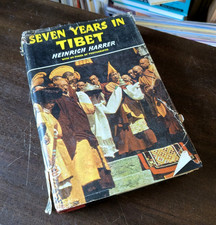 SEVEN YEARS IN
TIBET
HEINRICH HARRER